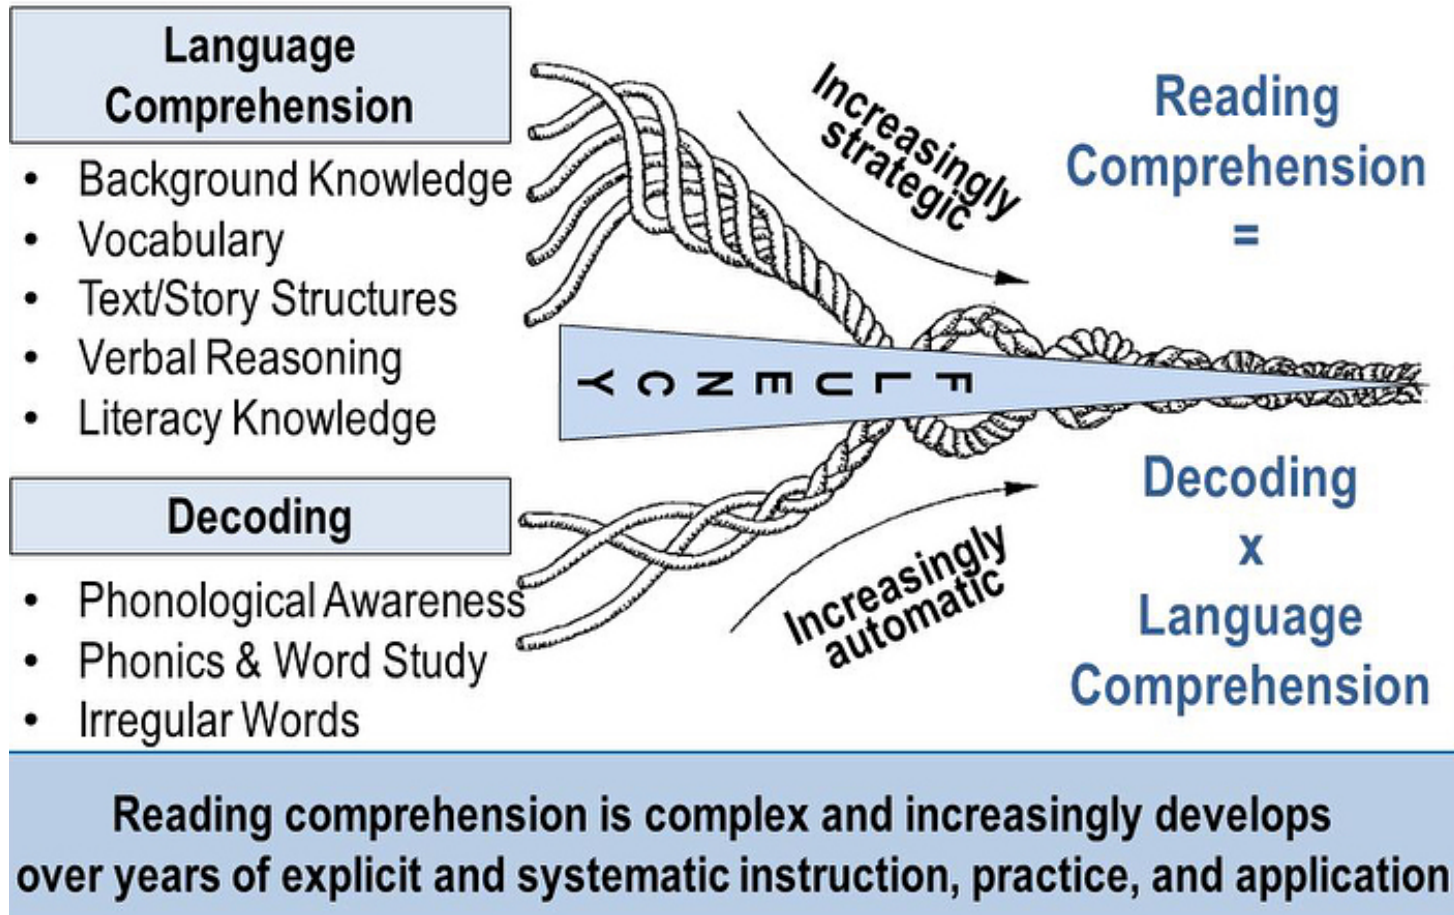 Language
Comprehension
• Background Knowledge
• Vocabulary
• Text/Story Structures
• Verbal Reasoning
• Literacy Knowledge
Decoding
• Phonological Awareness
• Phonics & Word Study
• Irregular Words
Increasingly
strategic
FLUENCY
Increasingly
automatic
Reading
Comprehension
=
Decoding
x
Language
Comprehension
Reading comprehension is complex and increasingly develops
over years of explicit and systematic instruction, practice, and application